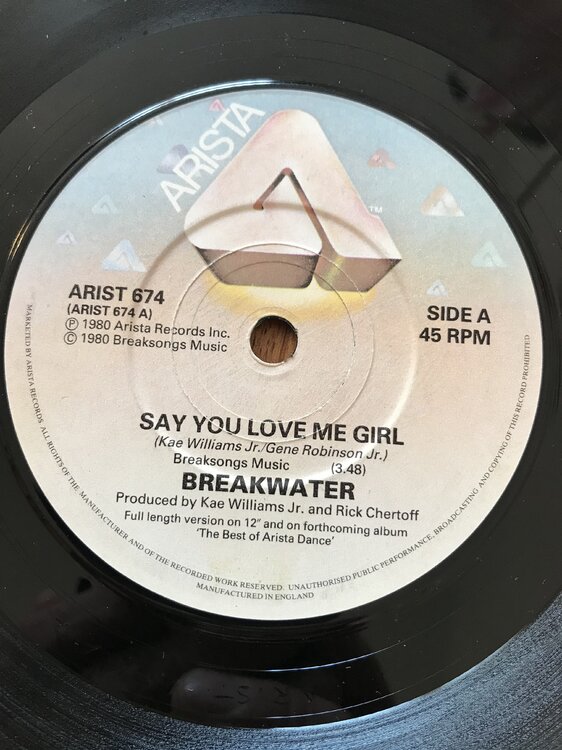 ARISTA
TM
ARIST 674
(ARIST 674 A)
Ⓟ 1980 Arista Records Inc.
© 1980 Breaksongs Music
SIDE A
45 RPM
SAY YOU LOVE ME GIRL
(Kae Williams Jr./Gene Robinson Jr.)
Breaksongs Music (3.48)
BREAKWATER
Produced by Kae Williams Jr. and Rick Chertoff
Full length version on 12" and on forthcoming album
'The Best of Arista Dance'
MARKETED BY ARISTA RECORDS. ALL RIGHTS OF THE MANUFACTURER AND OF THE RECORDED WORK RESERVED. UNAUTHORISED PUBLIC PERFORMANCE, BROADCASTING AND COPYING OF THIS RECORD PROHIBITED
MANUFACTURED IN ENGLAND